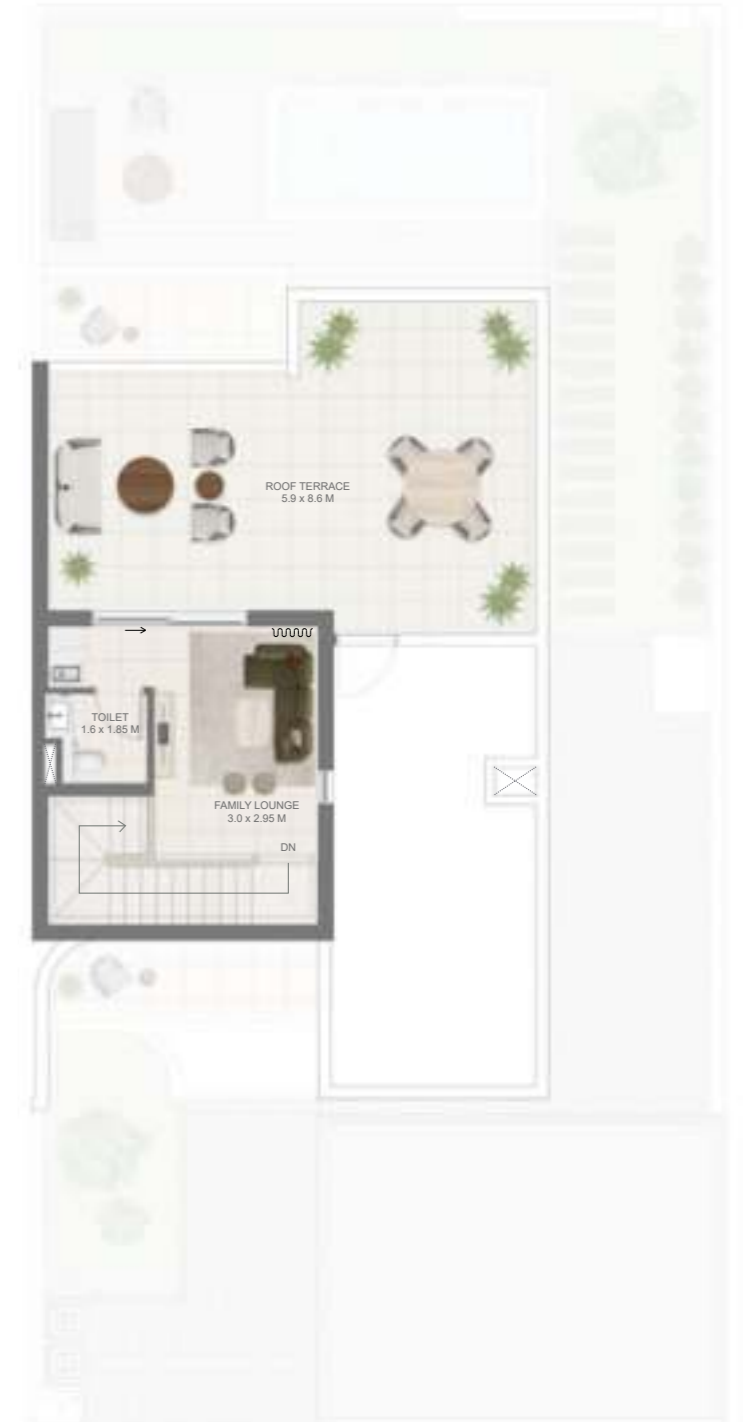 ROOF TERRACE
5.9 x 8.6 M
TOILET
1.6 x 1.85 M
FAMILY LOUNGE
3.0 x 2.95 M
DN